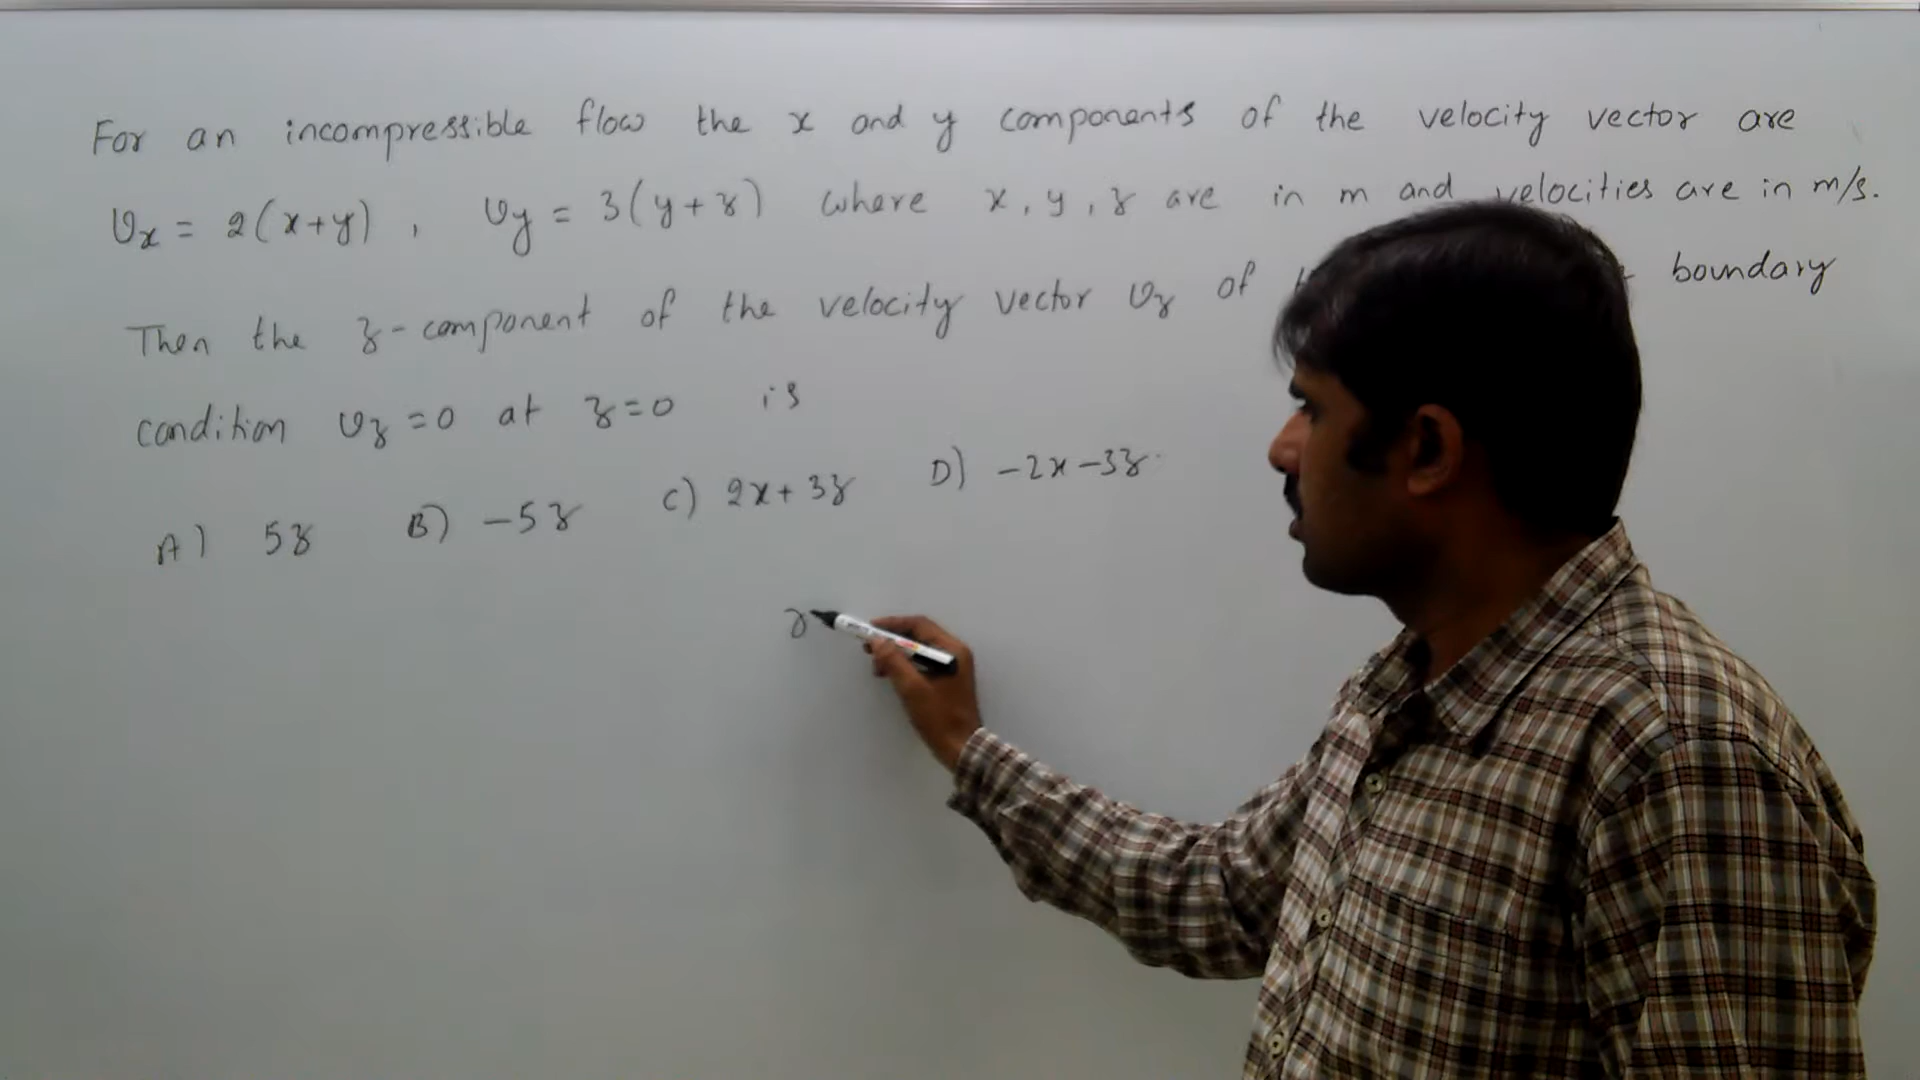 For an incompressible flow the x and y components of the velocity vector are
υx = 2(x+y) , υy = 3(y+z) where x, y, z are in m and velocities are in m/s.
Then the z-component of the velocity vector υz of boundary
condition υz = 0 at z=0 is
A) 5z B) -5z C) 2x+3z D) -2x-3z.